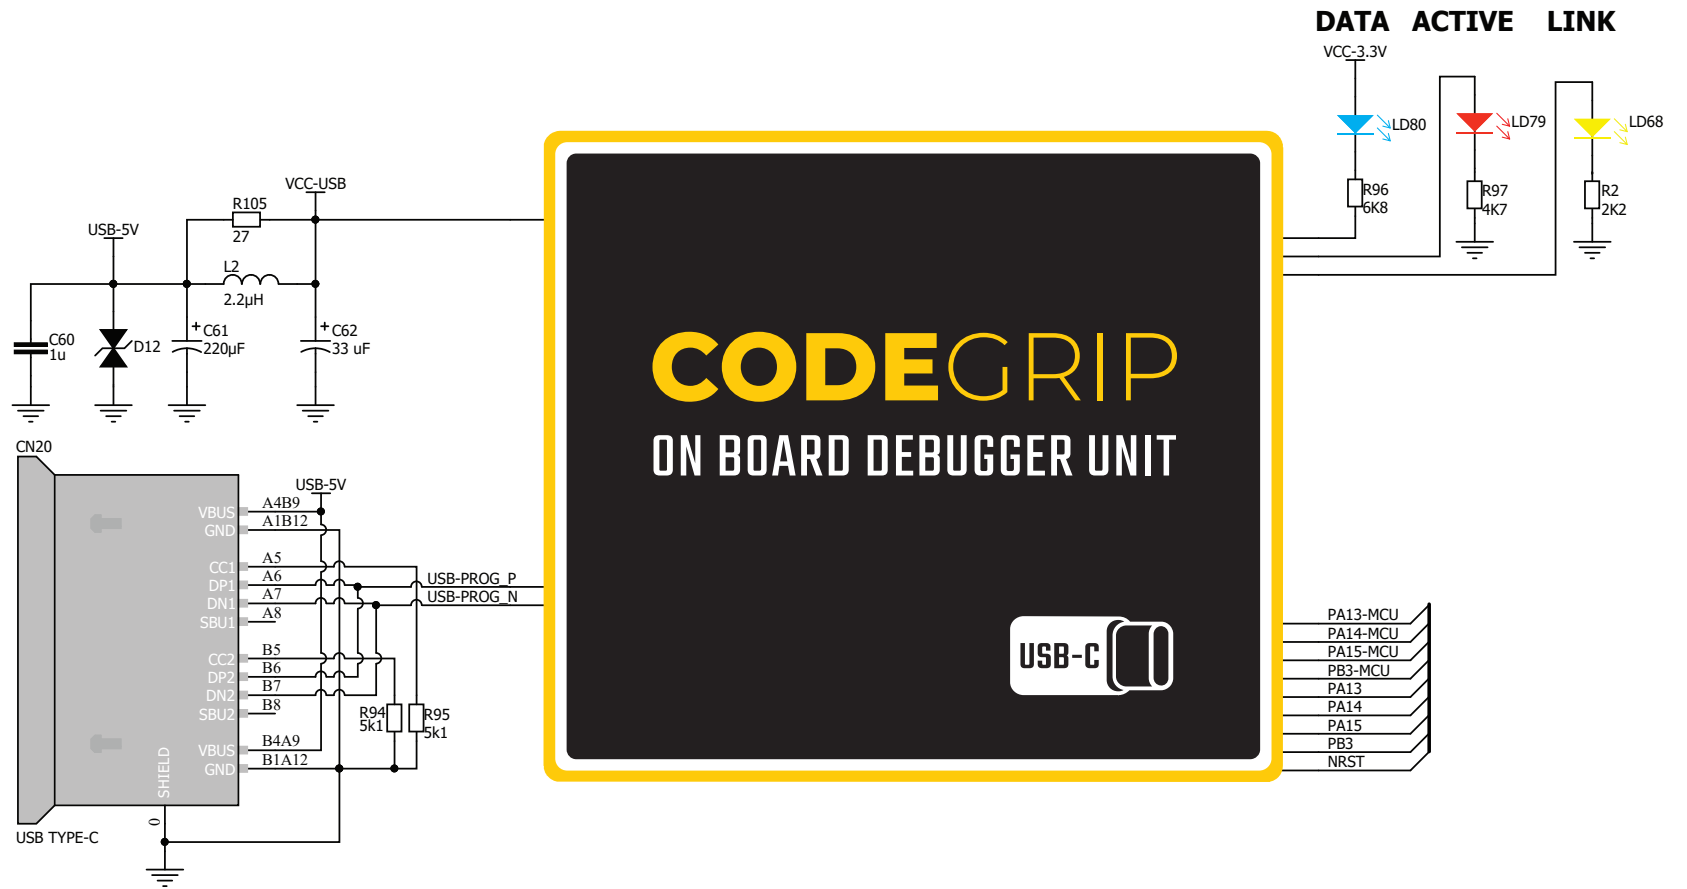 DATA ACTIVE LINK
VCC-3.3V
LD80
LD79
LD68
R96
6K8
R97
4K7
R2
2K2
VCC-USB
R105
27
USB-5V
L2
2.2µH
C60
1u
D12
+ C61
220µF
+ C62
33 uF
CODEGRIP
ON BOARD DEBUGGER UNIT
USB-C
CN20
USB-5V
VBUS A4B9
GND A1B12
CC1 A5
DP1 A6
DN1 A7
SBU1 A8
CC2 B5
DP2 B6
DN2 B7
SBU2 B8
VBUS B4A9
GND B1A12
SHIELD
0
USB TYPE-C
USB-PROG_P
USB-PROG_N
R94
5k1
R95
5k1
PA13-MCU
PA14-MCU
PA15-MCU
PB3-MCU
PA13
PA14
PA15
PB3
NRST